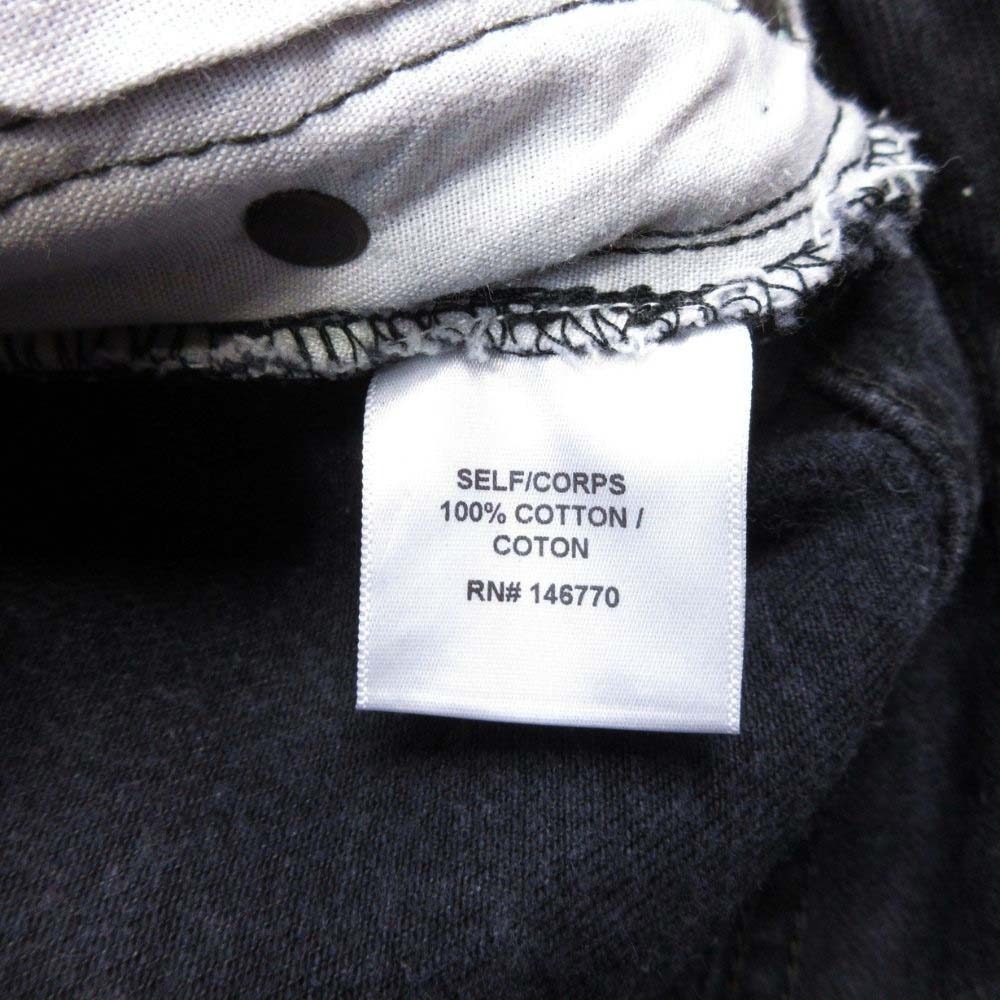 SELF/CORPS
100% COTTON /
COTON
RN# 146770